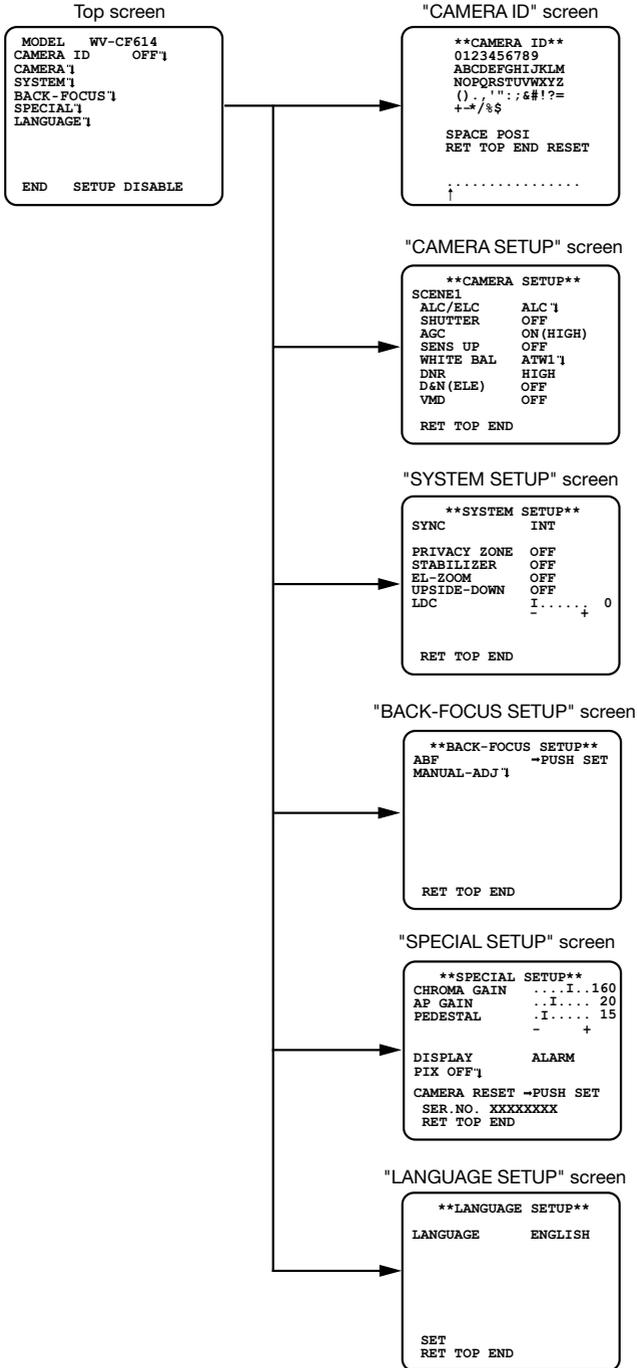 Top screen
MODEL WV-CF614
CAMERA ID OFF↴
CAMERA↴
SYSTEM↴
BACK-FOCUS↴
SPECIAL↴
LANGUAGE↴
END SETUP DISABLE
"CAMERA ID" screen
**CAMERA ID**
0123456789
ABCDEFGHIJKLM
NOPQRSTUVWXYZ
().,'":;&#!?=
+-*/%$
SPACE POSI
RET TOP END RESET
................
↑
"CAMERA SETUP" screen
**CAMERA SETUP**
SCENE1
ALC/ELC ALC↴
SHUTTER OFF
AGC ON(HIGH)
SENS UP OFF
WHITE BAL ATW1↴
DNR HIGH
D&N(ELE) OFF
VMD OFF
RET TOP END
"SYSTEM SETUP" screen
**SYSTEM SETUP**
SYNC INT
PRIVACY ZONE OFF
STABILIZER OFF
EL-ZOOM OFF
UPSIDE-DOWN OFF
LDC I...... 0
- +
RET TOP END
"BACK-FOCUS SETUP" screen
**BACK-FOCUS SETUP**
ABF →PUSH SET
MANUAL-ADJ↴
RET TOP END
"SPECIAL SETUP" screen
**SPECIAL SETUP**
CHROMA GAIN ....I..160
AP GAIN ..I.... 20
PEDESTAL .I..... 15
- +
DISPLAY ALARM
PIX OFF↴
CAMERA RESET →PUSH SET
SER.NO. XXXXXXXX
RET TOP END
"LANGUAGE SETUP" screen
**LANGUAGE SETUP**
LANGUAGE ENGLISH
SET
RET TOP END